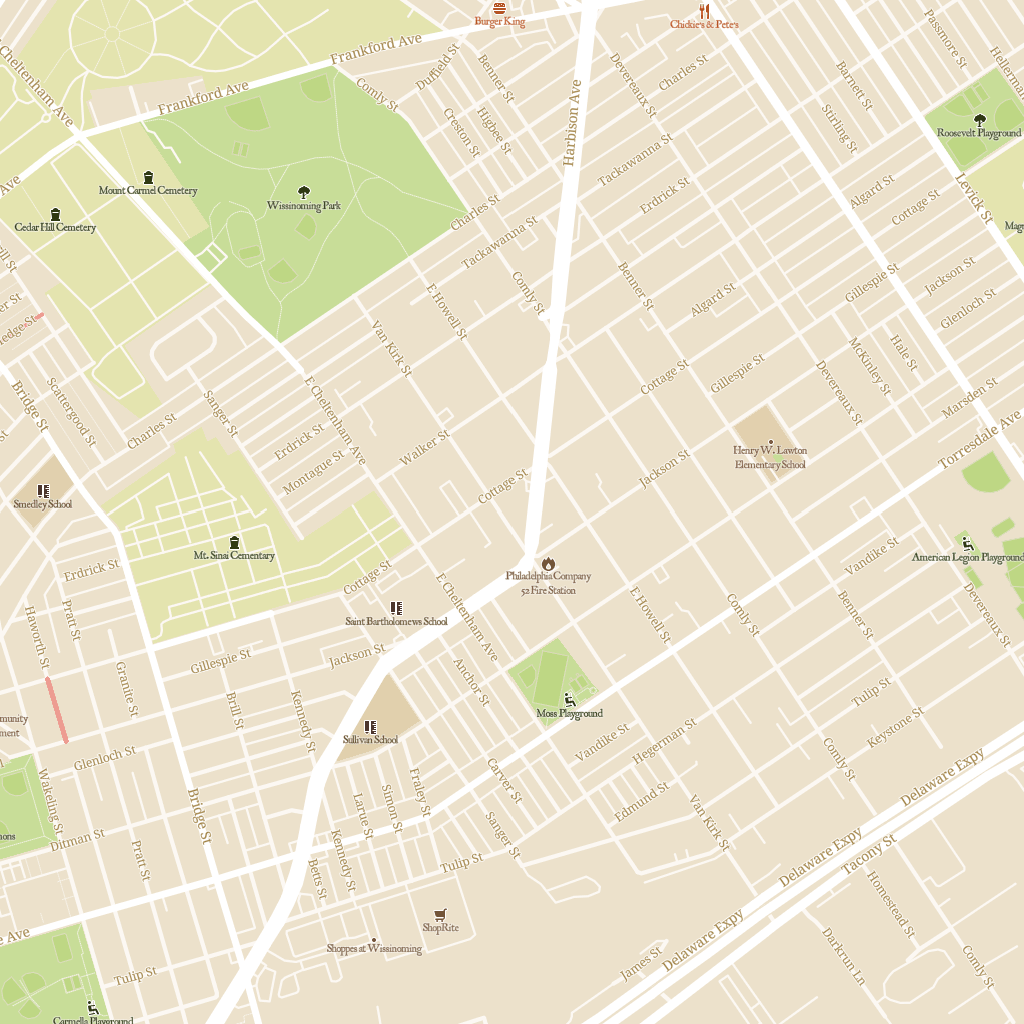 Burger King
Chickie's & Pete's
Passmore St
Hellerman
Frankford Ave
Duffield St
Benner St
Devereaux St
Charles St
Cheltenham Ave
Comly St
Barnett St
Frankford Ave
Creston St
Higbee St
Harbison Ave
Stirling St
Roosevelt Playground
Tackawanna St
Ave
Mount Carmel Cemetery
Wissinoming Park
Erdrick St
Algard St
Levick St
Cottage St
Cedar Hill Cemetery
Charles St
Tackawanna St
Comly St
Benner St
Gillespie St
Jackson St
E Howell St
Algard St
Glenloch St
Van Kirk St
McKinley St
Hale St
Bridge St
Scattergood St
Sanger St
E Cheltenham Ave
Cottage St
Gillespie St
Devereaux St
Marsden St
Charles St
Erdrick St
Walker St
Henry W. Lawton
Elementary School
Torresdale Ave
Montague St
Jackson St
Cottage St
Smedley School
Mt. Sinai Cementary
American Legion Playground
Vandike St
Erdrick St
Cottage St
Philadelphia Company
52 Fire Station
E Cheltenham Ave
E Howell St
Comly St
Benner St
Devereaux St
Haworth St
Pratt St
Saint Bartholomews School
Gillespie St
Jackson St
Granite St
Anchor St
Brill St
Kennedy St
Moss Playground
Tulip St
Keystone St
Sullivan School
Vandike St
Hegerman St
Comly St
Glenloch St
Wakeling St
Bridge St
Carver St
Fraley St
Simon St
Larue St
Edmund St
Van Kirk St
Delaware Expy
Ditman St
Pratt St
Kennedy St
Betts St
Sanger St
Tulip St
Delaware Expy
Tacony St
ShopRite
Shoppes at Wissinoming
Homestead St
Delaware Expy
James St
Darkrun Ln
Comly St
Tulip St
Carmella Playground